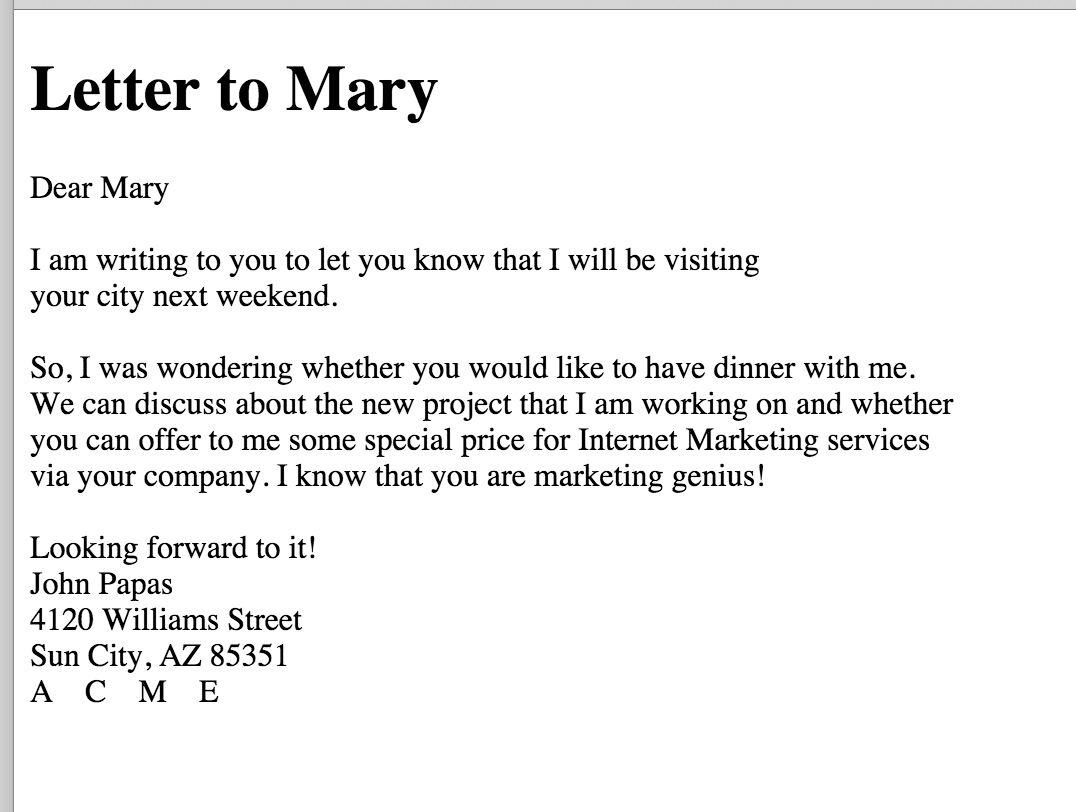 Letter to Mary
Dear Mary
I am writing to you to let you know that I will be visiting
your city next weekend.
So, I was wondering whether you would like to have dinner with me.
We can discuss about the new project that I am working on and whether
you can offer to me some special price for Internet Marketing services
via your company. I know that you are marketing genius!
Looking forward to it!
John Papas
4120 Williams Street
Sun City, AZ 85351
A C M E